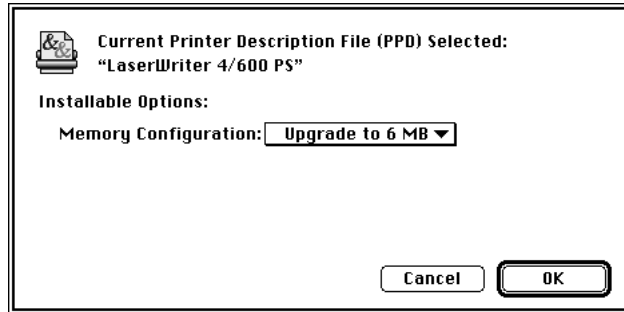 Current Printer Description File (PPD) Selected:
“LaserWriter 4/600 PS”
Installable Options:
Memory Configuration: Upgrade to 6 MB
Cancel OK